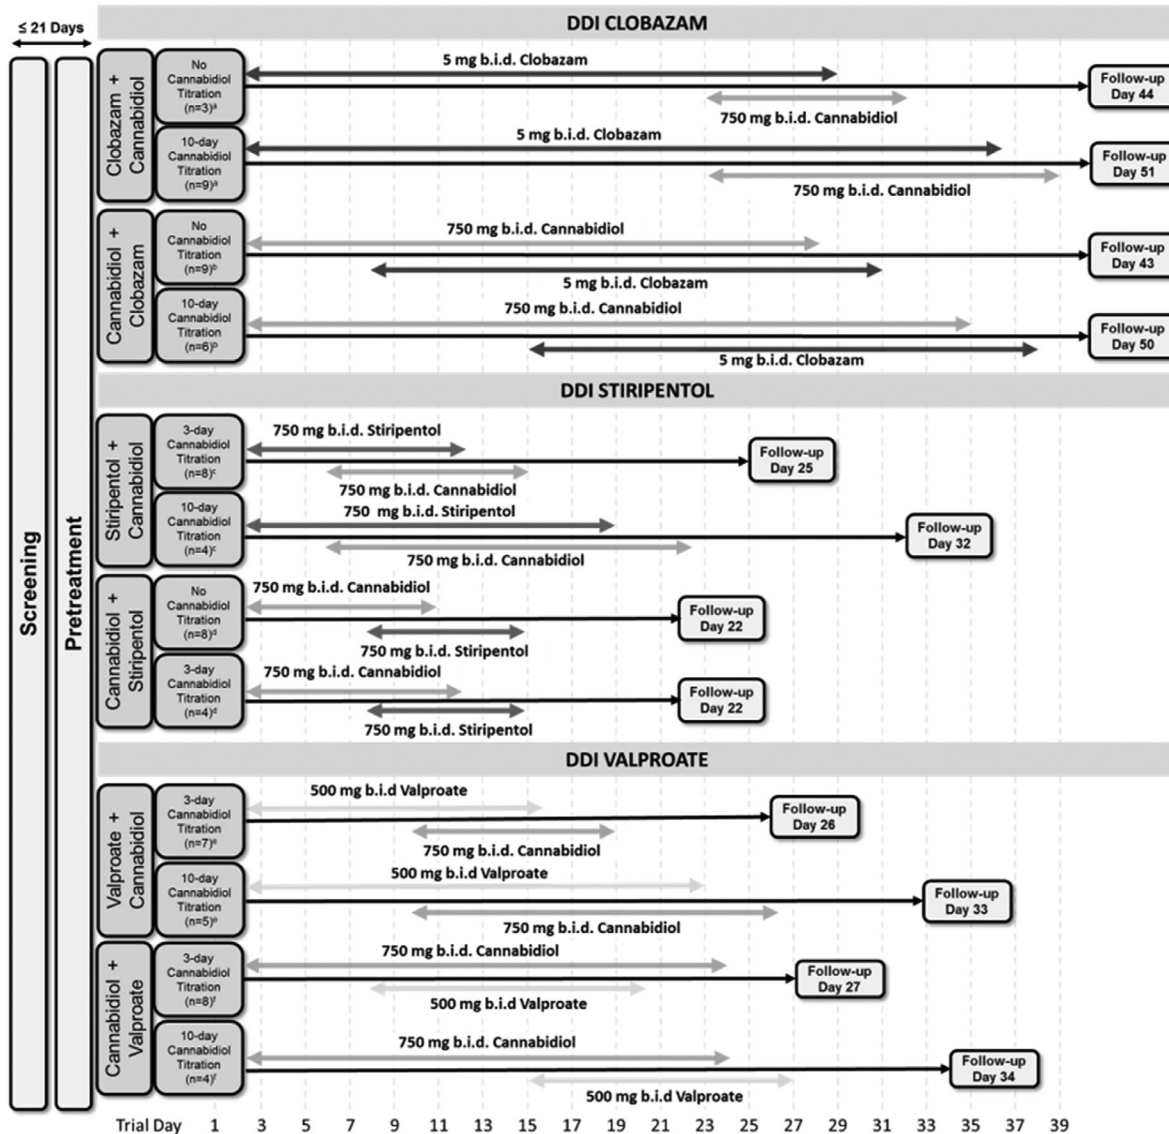 ≤ 21 Days
DDI CLOBAZAM
Screening
Pretreatment
Clobazam +
Cannabidiol
No
Cannabidiol
Titration
(n=3)ᵃ
5 mg b.i.d. Clobazam
750 mg b.i.d. Cannabidiol
Follow-up
Day 44
10-day
Cannabidiol
Titration
(n=9)ᵃ
5 mg b.i.d. Clobazam
750 mg b.i.d. Cannabidiol
Follow-up
Day 51
Cannabidiol +
Clobazam
No
Cannabidiol
Titration
(n=9)ᵇ
750 mg b.i.d. Cannabidiol
5 mg b.i.d. Clobazam
Follow-up
Day 43
10-day
Cannabidiol
Titration
(n=6)ᵇ
750 mg b.i.d. Cannabidiol
5 mg b.i.d. Clobazam
Follow-up
Day 50
DDI STIRIPENTOL
Stiripentol +
Cannabidiol
3-day
Cannabidiol
Titration
(n=8)ᶜ
750 mg b.i.d. Stiripentol
750 mg b.i.d. Cannabidiol
Follow-up
Day 25
10-day
Cannabidiol
Titration
(n=4)ᶜ
750 mg b.i.d. Stiripentol
750 mg b.i.d. Cannabidiol
Follow-up
Day 32
Cannabidiol +
Stiripentol
No
Cannabidiol
Titration
(n=8)ᵈ
750 mg b.i.d. Cannabidiol
750 mg b.i.d. Stiripentol
Follow-up
Day 22
3-day
Cannabidiol
Titration
(n=4)ᵈ
750 mg b.i.d. Cannabidiol
750 mg b.i.d. Stiripentol
Follow-up
Day 22
DDI VALPROATE
Valproate +
Cannabidiol
3-day
Cannabidiol
Titration
(n=7)ᵉ
500 mg b.i.d Valproate
750 mg b.i.d. Cannabidiol
Follow-up
Day 26
10-day
Cannabidiol
Titration
(n=5)ᵉ
500 mg b.i.d Valproate
750 mg b.i.d. Cannabidiol
Follow-up
Day 33
Cannabidiol +
Valproate
3-day
Cannabidiol
Titration
(n=8)ᶠ
750 mg b.i.d. Cannabidiol
500 mg b.i.d Valproate
Follow-up
Day 27
10-day
Cannabidiol
Titration
(n=4)ᶠ
750 mg b.i.d. Cannabidiol
500 mg b.i.d Valproate
Follow-up
Day 34
Trial Day 1 3 5 7 9 11 13 15 17 19 21 23 25 27 29 31 33 35 37 39